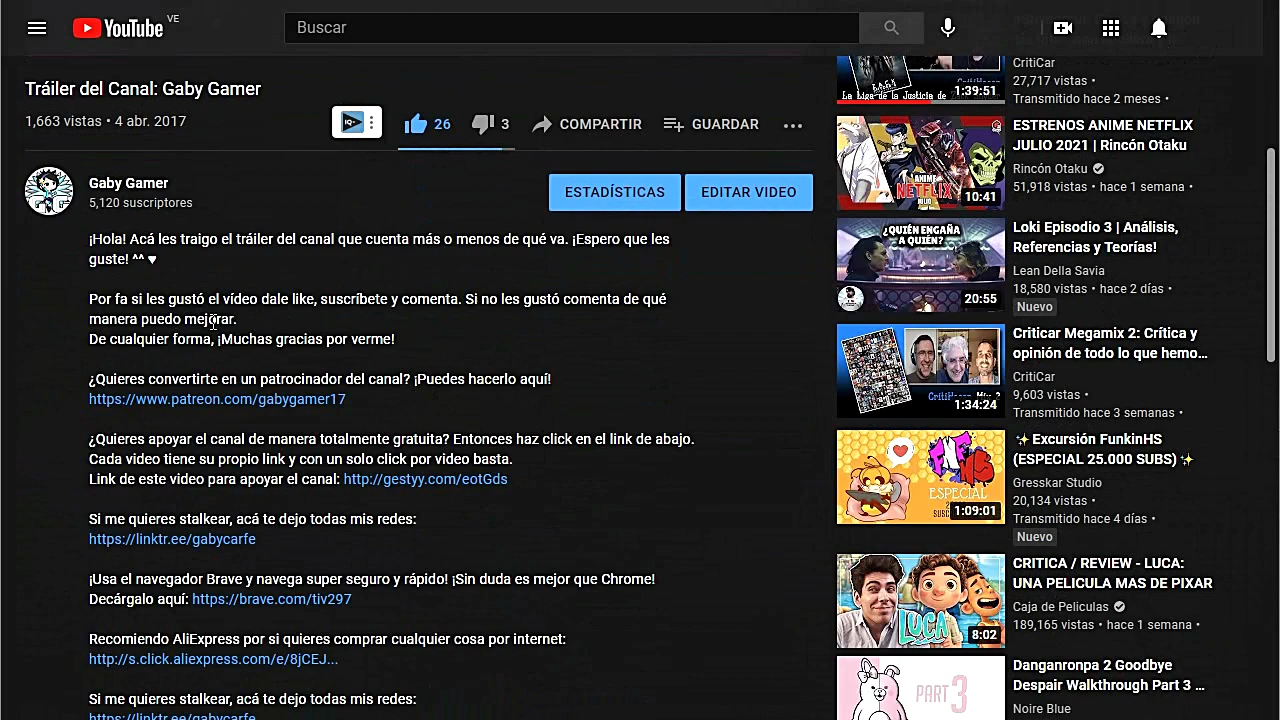 YouTube VE
Buscar
Tráiler del Canal: Gaby Gamer
1,663 vistas • 4 abr. 2017
IQ
26
3
COMPARTIR
GUARDAR
Gaby Gamer
5,120 suscriptores
ESTADÍSTICAS
EDITAR VIDEO
¡Hola! Acá les traigo el tráiler del canal que cuenta más o menos de qué va. ¡Espero que les
guste! ^^ ♥
Por fa si les gustó el vídeo dale like, suscríbete y comenta. Si no les gustó comenta de qué
manera puedo mejorar.
De cualquier forma, ¡Muchas gracias por verme!
¿Quieres convertirte en un patrocinador del canal? ¡Puedes hacerlo aquí!
https://www.patreon.com/gabygamer17
¿Quieres apoyar el canal de manera totalmente gratuita? Entonces haz click en el link de abajo.
Cada video tiene su propio link y con un solo click por video basta.
Link de este video para apoyar el canal: http://gestyy.com/eotGds
Si me quieres stalkear, acá te dejo todas mis redes:
https://linktr.ee/gabycarfe
¡Usa el navegador Brave y navega super seguro y rápido! ¡Sin duda es mejor que Chrome!
Decárgalo aquí: https://brave.com/tiv297
Recomiendo AliExpress por si quieres comprar cualquier cosa por internet:
http://s.click.aliexpress.com/e/8jCEJ...
Si me quieres stalkear, acá te dejo todas mis redes:
https://linktr.ee/gabycarfe
La Liga de la Justicia de
1:39:51
CritiCar
27,717 vistas •
Transmitido hace 2 meses •
ANIME
NETFLIX
JULIO
10:41
ESTRENOS ANIME NETFLIX
JULIO 2021 | Rincón Otaku
Rincón Otaku
51,918 vistas • hace 1 semana •
¿QUIÉN ENGAÑA
A QUIÉN?
20:55
Loki Episodio 3 | Análisis,
Referencias y Teorías!
Lean Della Savia
18,580 vistas • hace 2 días •
Nuevo
1:34:24
Criticar Megamix 2: Crítica y
opinión de todo lo que hemo...
CritiCar
9,603 vistas •
Transmitido hace 3 semanas •
FNF
HS
ESPECIAL
1:09:01
✨Excursión FunkinHS
(ESPECIAL 25.000 SUBS)✨
Gresskar Studio
20,134 vistas •
Transmitido hace 4 días •
Nuevo
LUCA
8:02
CRITICA / REVIEW - LUCA:
UNA PELICULA MAS DE PIXAR
Caja de Peliculas
189,165 vistas • hace 1 semana •
PART 3
Danganronpa 2 Goodbye
Despair Walkthrough Part 3 ...
Noire Blue